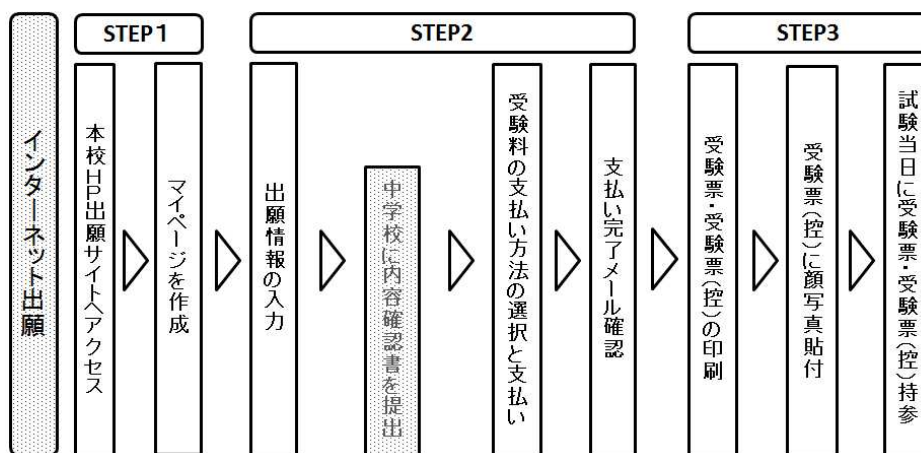 インターネット出願
STEP1
本校HP出願サイトへアクセス
マイページを作成
STEP2
出願情報の入力
中学校に内容確認書を提出
受験料の支払い方法の選択と支払い
支払い完了メール確認
STEP3
受験票・受験票(控)の印刷
受験票(控)に顔写真貼付
試験当日に受験票・受験票(控)持参